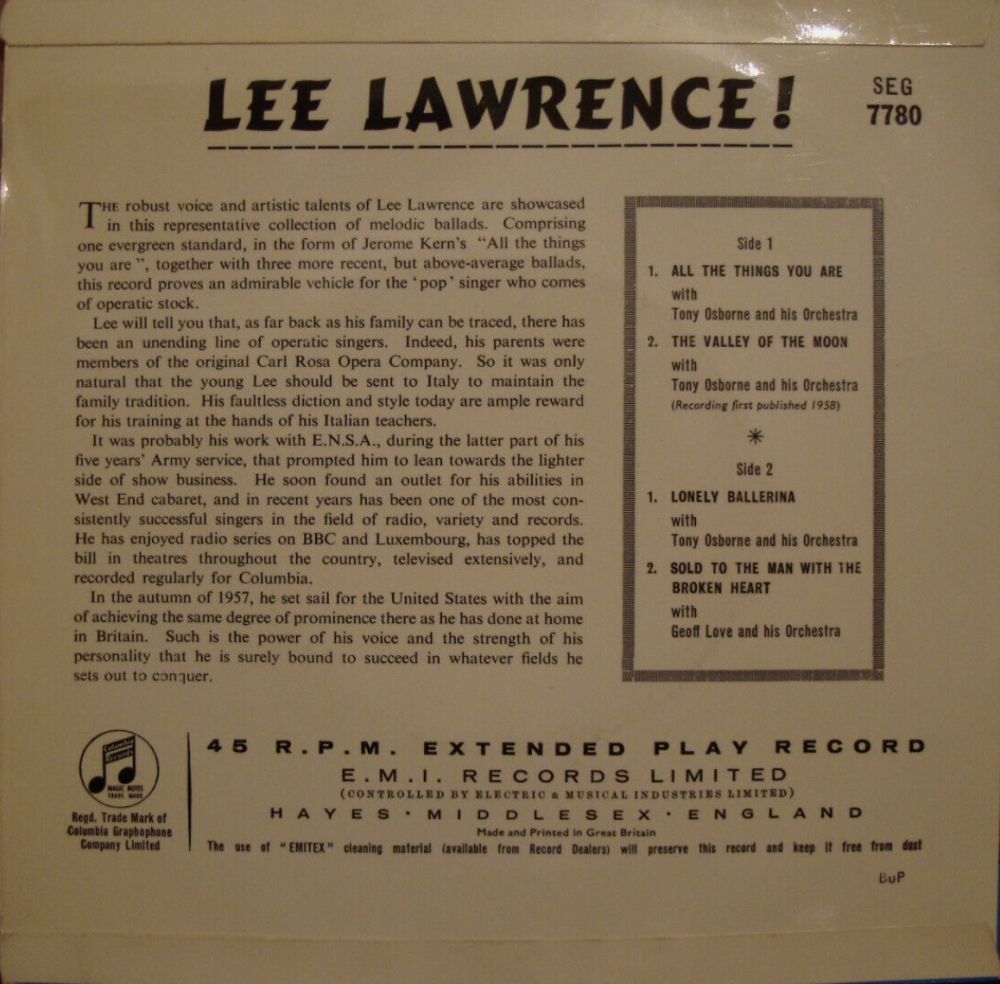 LEE LAWRENCE!
SEG
7780
THE robust voice and artistic talents of Lee Lawrence are showcased
in this representative collection of melodic ballads. Comprising
one evergreen standard, in the form of Jerome Kern's "All the things
you are", together with three more recent, but above-average ballads,
this record proves an admirable vehicle for the 'pop' singer who comes
of operatic stock.
Lee will tell you that, as far back as his family can be traced, there has
been an unending line of operatic singers. Indeed, his parents were
members of the original Carl Rosa Opera Company. So it was only
natural that the young Lee should be sent to Italy to maintain the
family tradition. His faultless diction and style today are ample reward
for his training at the hands of his Italian teachers.
It was probably his work with E.N.S.A., during the latter part of his
five years' Army service, that prompted him to lean towards the lighter
side of show business. He soon found an outlet for his abilities in
West End cabaret, and in recent years has been one of the most con-
sistently successful singers in the field of radio, variety and records.
He has enjoyed radio series on BBC and Luxembourg, has topped the
bill in theatres throughout the country, televised extensively, and
recorded regularly for Columbia.
In the autumn of 1957, he set sail for the United States with the aim
of achieving the same degree of prominence there as he has done at home
in Britain. Such is the power of his voice and the strength of his
personality that he is surely bound to succeed in whatever fields he
sets out to conquer.
Side 1
1. ALL THE THINGS YOU ARE
with
Tony Osborne and his Orchestra
2. THE VALLEY OF THE MOON
with
Tony Osborne and his Orchestra
(Recording first published 1958)
*
Side 2
1. LONELY BALLERINA
with
Tony Osborne and his Orchestra
2. SOLD TO THE MAN WITH THE
BROKEN HEART
with
Geoff Love and his Orchestra
Columbia
Records
MAGIC NOTES
TRADE MARK
Regd. Trade Mark of
Columbia Graphophone
Company Limited
45 R.P.M. EXTENDED PLAY RECORD
E.M.I. RECORDS LIMITED
(CONTROLLED BY ELECTRIC & MUSICAL INDUSTRIES LIMITED)
HAYES · MIDDLESEX · ENGLAND
Made and Printed in Great Britain
The use of "EMITEX" cleaning material (available from Record Dealers) will preserve this record and keep it free from dust
BuP